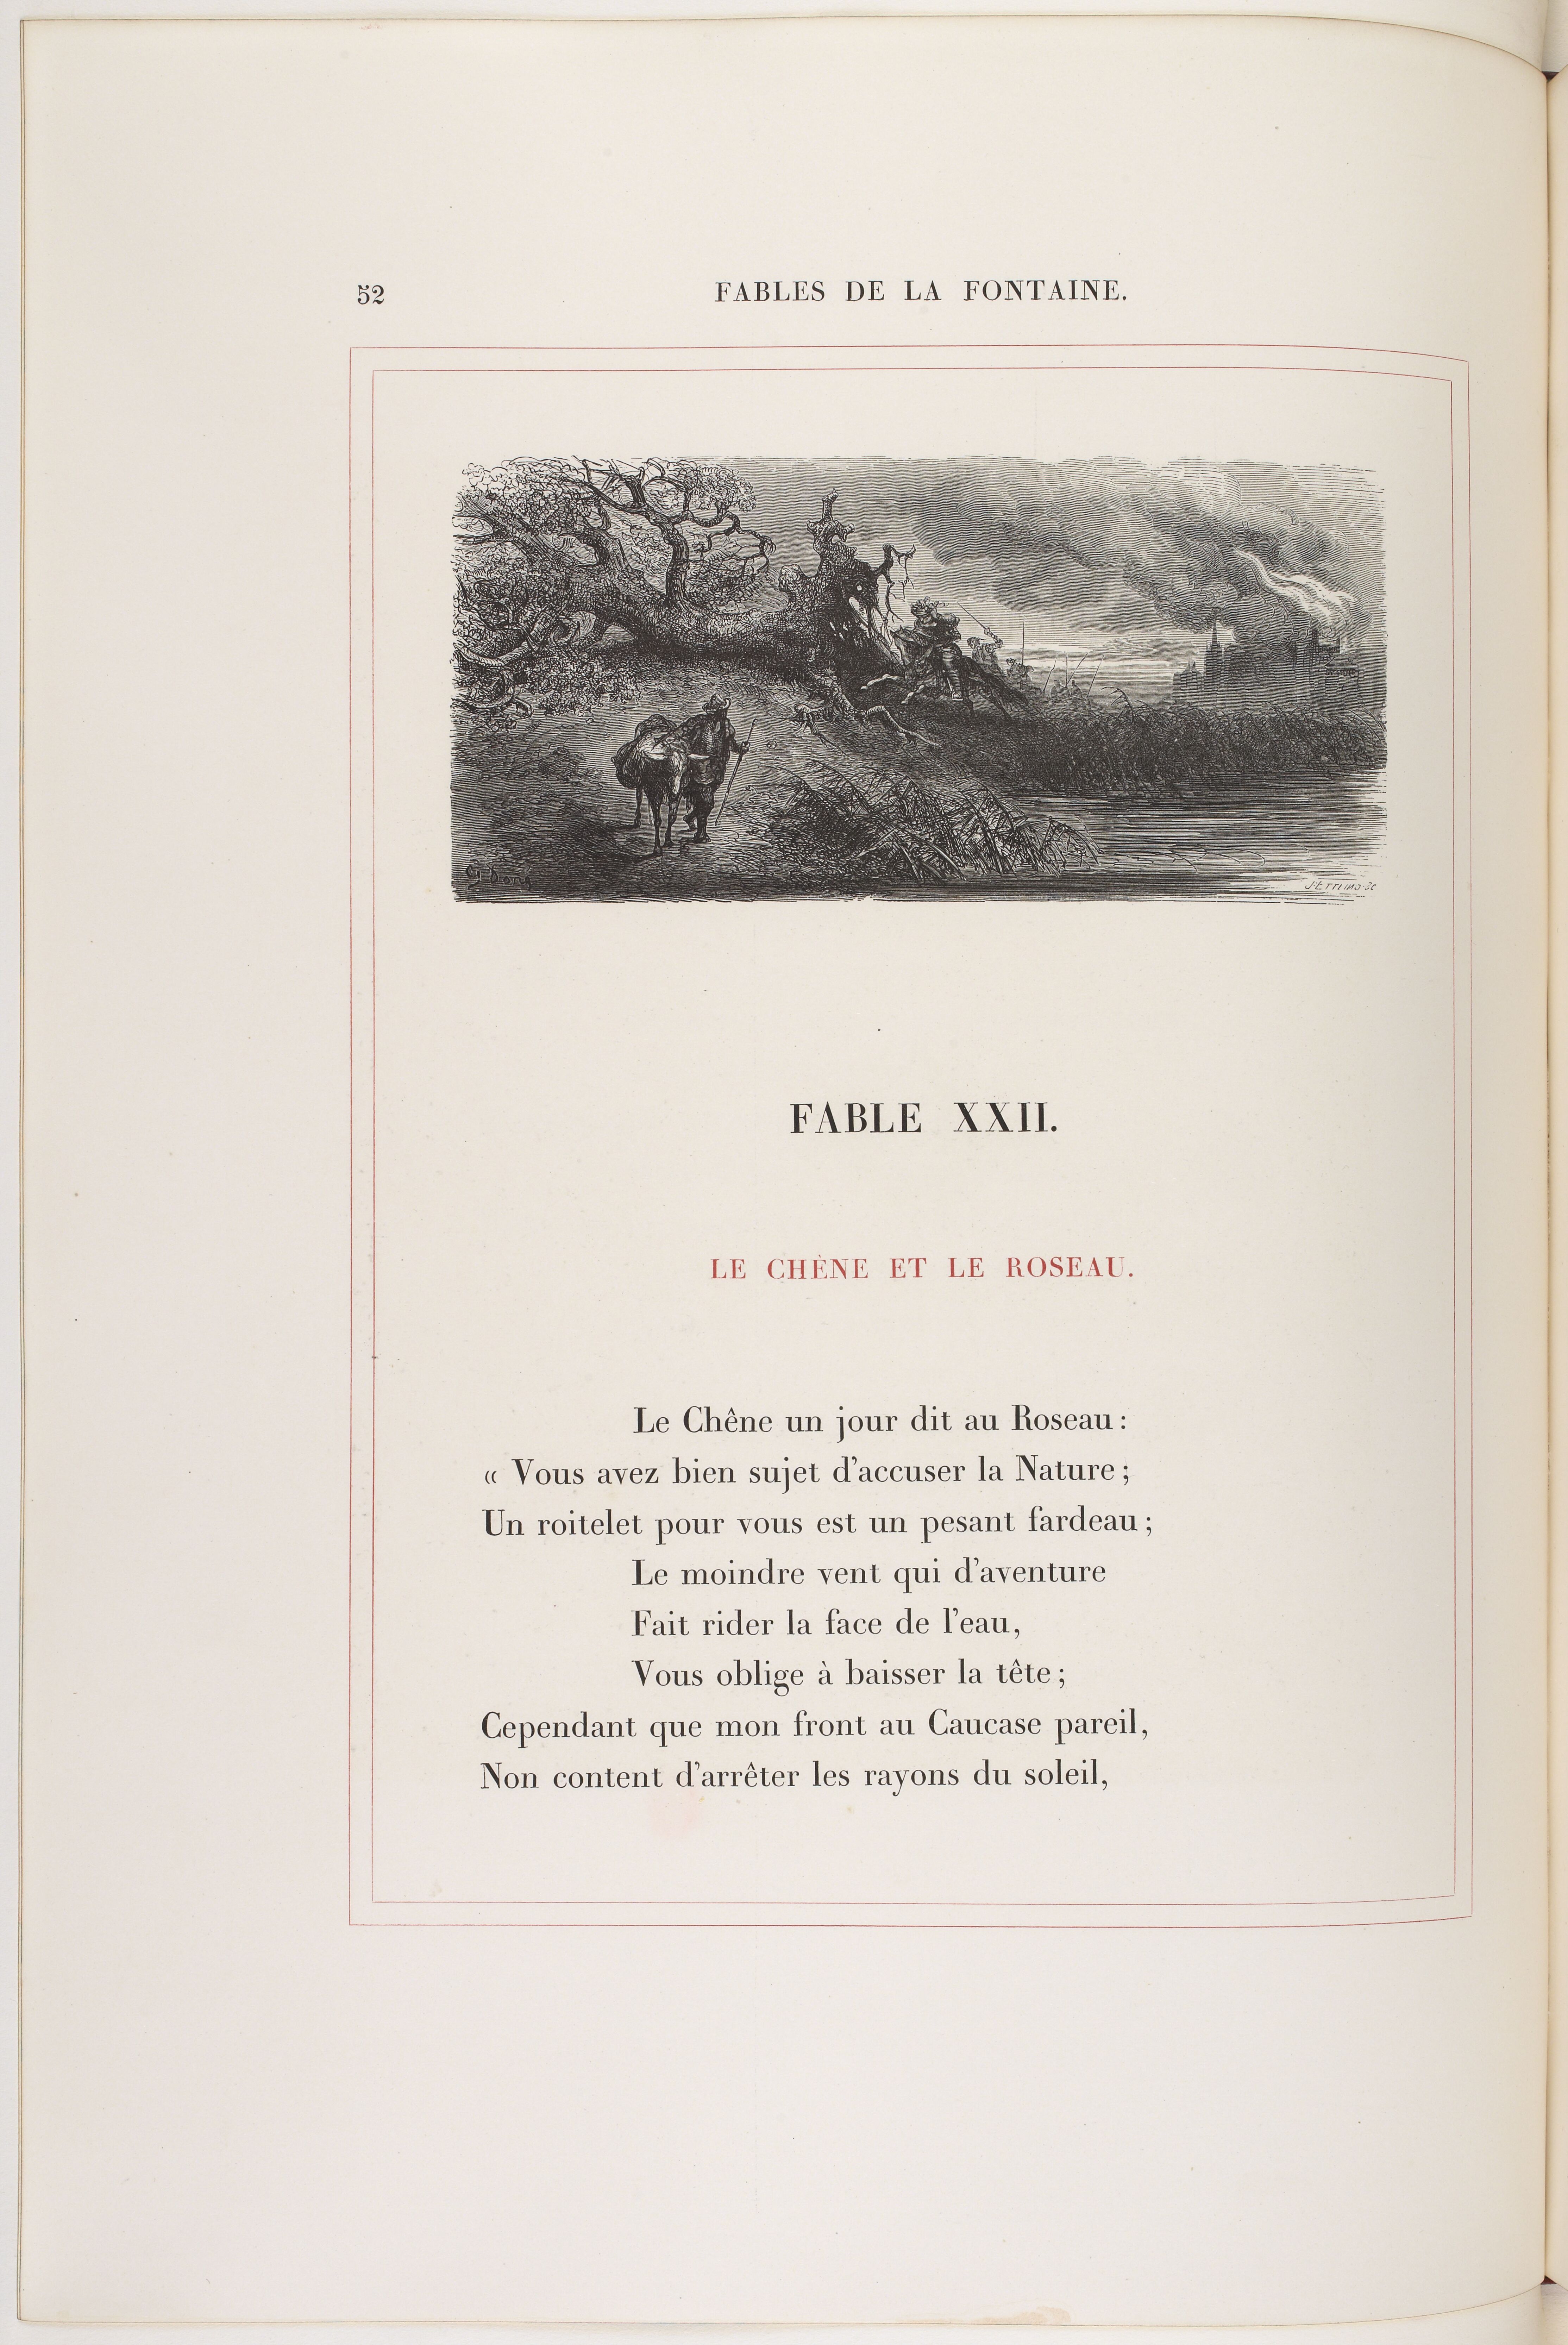 52
FABLES DE LA FONTAINE.
G Doré
FABLE XXII.
LE CHÊNE ET LE ROSEAU.
Le Chêne un jour dit au Roseau :
« Vous avez bien sujet d'accuser la Nature ;
Un roitelet pour vous est un pesant fardeau ;
Le moindre vent qui d'aventure
Fait rider la face de l'eau,
Vous oblige à baisser la tête ;
Cependant que mon front au Caucase pareil,
Non content d'arrêter les rayons du soleil,